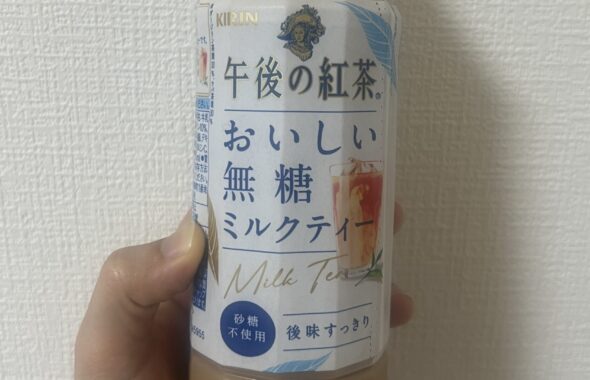 KIRIN
午後の紅茶®
おいしい
無糖
ミルクティー
Milk Tea
砂糖
不使用
後味すっきり